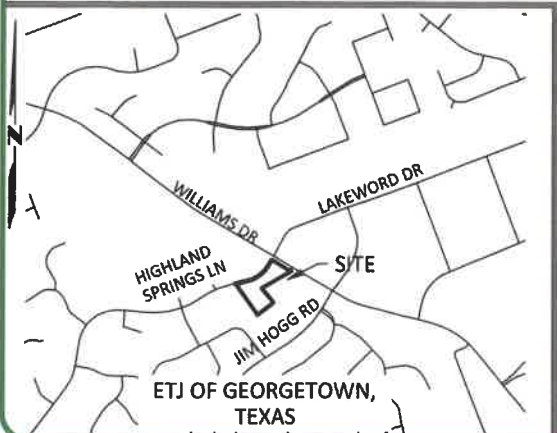 N
WILLIAMS DR
LAKEWORD DR
HIGHLAND
SPRINGS LN
SITE
JIM HOGG RD
ETJ OF GEORGETOWN,
TEXAS